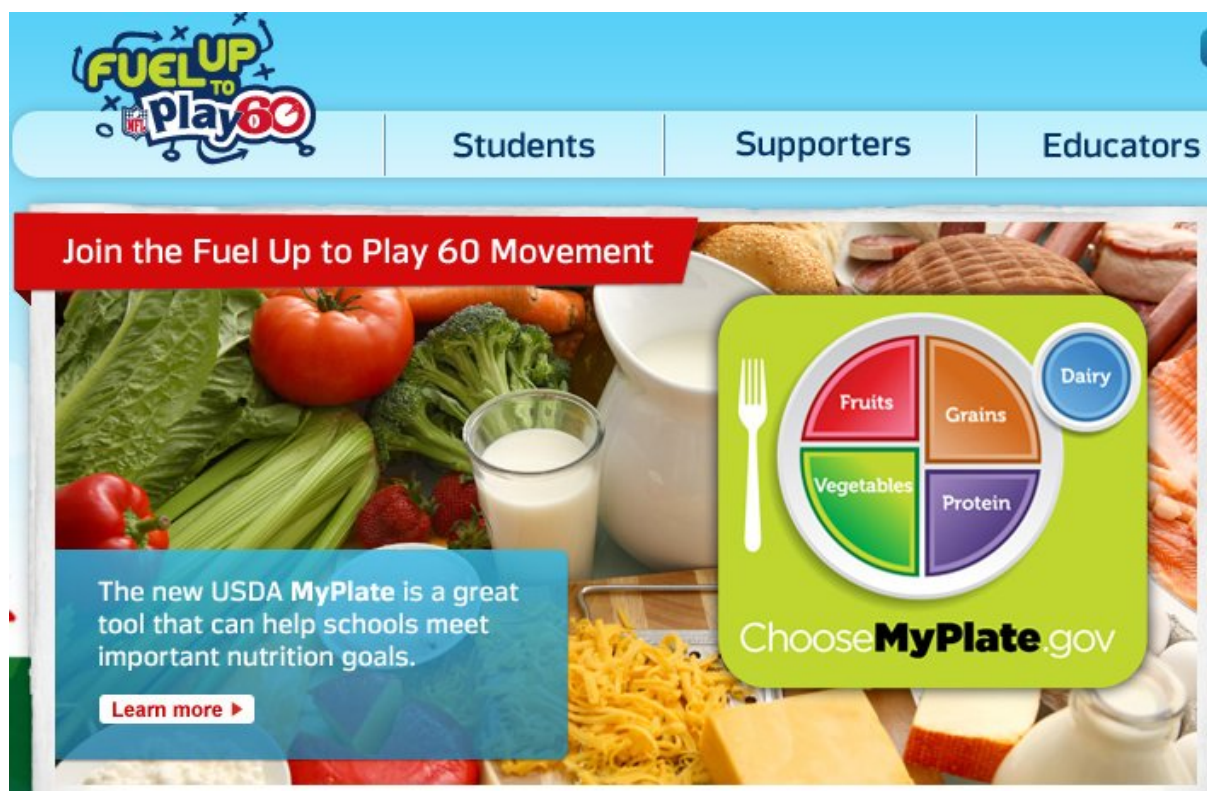 FUEL UP
TO
NFL Play 60
Students
Supporters
Educators
Join the Fuel Up to Play 60 Movement
Fruits
Grains
Dairy
Vegetables
Protein
ChooseMyPlate.gov
The new USDA MyPlate is a great
tool that can help schools meet
important nutrition goals.
Learn more